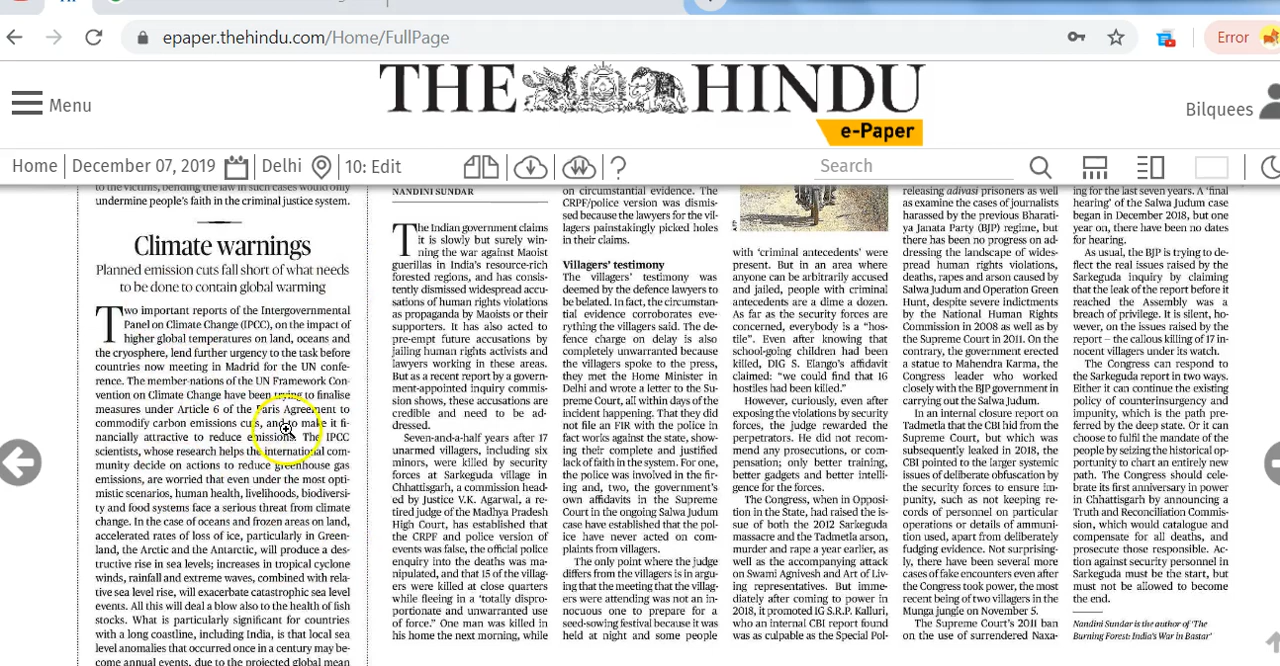 epaper.thehindu.com/Home/FullPage
Error
THE HINDU
e-Paper
Menu
Bilquees
Home
December 07, 2019
Delhi
10: Edit
?
Search
to the victims, bending the law in such cases would only
undermine people's faith in the criminal justice system.
Climate warnings
Planned emission cuts fall short of what needs
to be done to contain global warming
Two important reports of the Intergovernmental
Panel on Climate Change (IPCC), on the impact of
higher global temperatures on land, oceans and
the cryosphere, lend further urgency to the task before
countries now meeting in Madrid for the UN confe-
rence. The member-nations of the UN Framework Con-
vention on Climate Change have been trying to finalise
measures under Article 6 of the Paris Agreement to
commodify carbon emissions cuts, and to make it fi-
nancially attractive to reduce emissions. The IPCC
scientists, whose research helps the international com-
munity decide on actions to reduce greenhouse gas
emissions, are worried that even under the most opti-
mistic scenarios, human health, livelihoods, biodiversi-
ty and food systems face a serious threat from climate
change. In the case of oceans and frozen areas on land,
accelerated rates of loss of ice, particularly in Green-
land, the Arctic and the Antarctic, will produce a des-
tructive rise in sea levels; increases in tropical cyclone
winds, rainfall and extreme waves, combined with rela-
tive sea level rise, will exacerbate catastrophic sea level
events. All this will deal a blow also to the health of fish
stocks. What is particularly significant for countries
with a long coastline, including India, is that local sea
level anomalies that occurred once in a century may be-
come annual events, due to the projected global mean
NANDINI SUNDAR
The Indian government claims
it is slowly but surely win-
ning the war against Maoist
guerillas in India's resource-rich
forested regions, and has consis-
tently dismissed widespread accu-
sations of human rights violations
as propaganda by Maoists or their
supporters. It has also acted to
pre-empt future accusations by
jailing human rights activists and
lawyers working in these areas.
But as a recent report by a govern-
ment-appointed inquiry commis-
sion shows, these accusations are
credible and need to be ad-
dressed.
Seven-and-a-half years after 17
unarmed villagers, including six
minors, were killed by security
forces at Sarkeguda village in
Chhattisgarh, a commission head-
ed by Justice V.K. Agarwal, a re-
tired judge of the Madhya Pradesh
High Court, has established that
the CRPF and police version of
events was false, the official police
enquiry into the deaths was ma-
nipulated, and that 15 of the villag-
ers were killed at close quarters
while fleeing in a 'totally dispro-
portionate and unwarranted use
of force." One man was killed in
his home the next morning, while
on circumstantial evidence. The
CRPF/police version was dismis-
sed because the lawyers for the vil-
lagers painstakingly picked holes
in their claims.
Villagers' testimony
The villagers' testimony was
deemed by the defence lawyers to
be belated. In fact, the circumstan-
tial evidence corroborates eve-
rything the villagers said. The de-
fence charge on delay is also
completely unwarranted because
the villagers spoke to the press,
they met the Home Minister in
Delhi and wrote a letter to the Su-
preme Court, all within days of the
incident happening. That they did
not file an FIR with the police in
fact works against the state, show-
ing their complete and justified
lack of faith in the system. For one,
the police was involved in the fir-
ing and, two, the government's
own affidavits in the Supreme
Court in the ongoing Salwa Judum
case have established that the pol-
ice have never acted on com-
plaints from villagers.
The only point where the judge
differs from the villagers is in argu-
ing that the meeting that the villag-
ers were attending was not an in-
nocuous one to prepare for a
seed-sowing festival because it was
held at night and some people
with 'criminal antecedents' were
present. But in an area where
anyone can be arbitrarily accused
and jailed, people with criminal
antecedents are a dime a dozen.
As far as the security forces are
concerned, everybody is a "hos-
tile". Even after knowing that
school-going children had been
killed, DIG S. Elango's affidavit
claimed: "we could find that 16
hostiles had been killed."
However, curiously, even after
exposing the violations by security
forces, the judge rewarded the
perpetrators. He did not recom-
mend any prosecutions, or com-
pensation; only better training,
better gadgets and better intelli-
gence for the forces.
The Congress, when in Opposi-
tion in the State, had raised the is-
sue of both the 2012 Sarkeguda
massacre and the Tadmetla arson,
murder and rape a year earlier, as
well as the accompanying attack
on Swami Agnivesh and Art of Liv-
ing representatives. But imme-
diately after coming to power in
2018, it promoted IG S.R.P. Kalluri,
who an internal CBI report found
was as culpable as the Special Pol-
releasing adivasi prisoners as well
as examine the cases of journalists
harassed by the previous Bharati-
ya Janata Party (BJP) regime, but
there has been no progress on ad-
dressing the landscape of wides-
pread human rights violations,
deaths, rapes and arson caused by
Salwa Judum and Operation Green
Hunt, despite severe indictments
by the National Human Rights
Commission in 2008 as well as by
the Supreme Court in 2011. On the
contrary, the government erected
a statue to Mahendra Karma, the
Congress leader who worked
closely with the BJP government in
carrying out the Salwa Judum.
In an internal closure report on
Tadmetla that the CBI hid from the
Supreme Court, but which was
subsequently leaked in 2018, the
CBI pointed to the larger systemic
issues of deliberate obfuscation by
the security forces to ensure im-
punity, such as not keeping re-
cords of personnel on particular
operations or details of ammuni-
tion used, apart from deliberately
fudging evidence. Not surprising-
ly, there have been several more
cases of fake encounters even after
the Congress took power, the most
recent being of two villagers in the
Munga jungle on November 5.
The Supreme Court's 2011 ban
on the use of surrendered Naxa-
ing for the last seven years. A 'final
hearing' of the Salwa Judum case
began in December 2018, but one
year on, there have been no dates
for hearing.
As usual, the BJP is trying to de-
flect the real issues raised by the
Sarkeguda inquiry by claiming
that the leak of the report before it
reached the Assembly was a
breach of privilege. It is silent, ho-
wever, on the issues raised by the
report – the callous killing of 17 in-
nocent villagers under its watch.
The Congress can respond to
the Sarkeguda report in two ways.
Either it can continue the existing
policy of counterinsurgency and
impunity, which is the path pre-
ferred by the deep state. Or it can
choose to fulfil the mandate of the
people by seizing the historical op-
portunity to chart an entirely new
path. The Congress should cele-
brate its first anniversary in power
in Chhattisgarh by announcing a
Truth and Reconciliation Commis-
sion, which would catalogue and
compensate for all deaths, and
prosecute those responsible. Ac-
tion against security personnel in
Sarkeguda must be the start, but
must not be allowed to become
the end.
Nandini Sundar is the author of 'The
Burning Forest: India's War in Bastar'